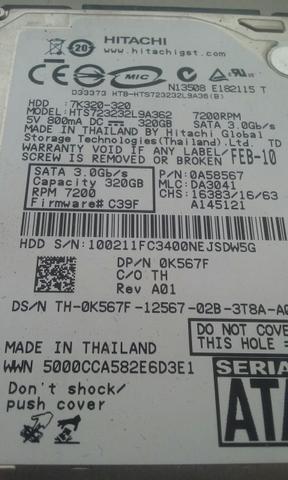 HITACHI
www.hitachigst.com
20
CE
MIC
N13508 E182115 T
D33373 HTB-HTS723232L9A36(B)
HDD : 7K320-320
MODEL: HTS723232L9A362 7200RPM
5V 800mA DC 320GB SATA 3.0Gb/s
MADE IN THAILAND BY Hitachi Global
Storage Technologies(Thailand).Ltd. TD
WARRANTY VOID IF ANY LABEL/ FEB-10
SCREW IS REMOVED OR BROKEN
SATA 3.0G/s P/N: 0A58567
Capacity 320GB MLC: DA3041
RPM 7200 CHS: 16383/16/63
Firmware# C39F A145121
HDD S/N:100211FC3400NEJSDW5G
DP/N 0K567F
C/O TH
Rev A01
DS/N TH-0K567F-12567-02B-3T8A-A0
DO NOT COVE
THIS HOLE
MADE IN THAILAND
WWN 5000CCA582E6D3E1
SERIA
Don't shock/
push cover
ATA